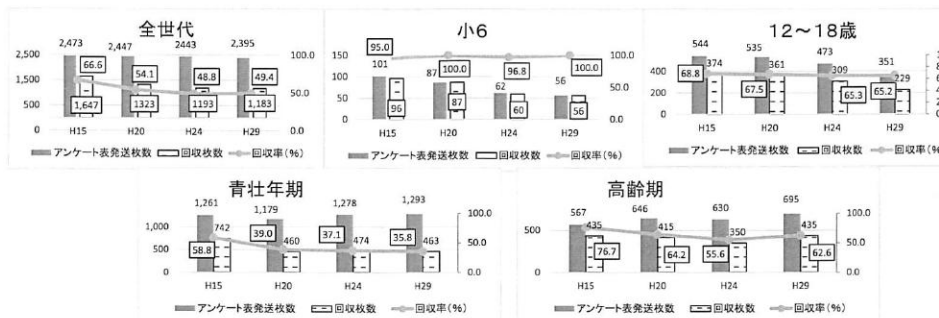 全世代
2,473 2,447 2443 2,395
2,500 1,500 500 0
66.6 54.1 48.8 49.4
1,647 1323 1193 1,183
100.0 50.0 0.0
H15 H20 H24 H29
アンケート表発送枚数 回収枚数 回収率(%)
小6
150 100 50 0
95.0 100.0 96.8 100.0
101 87 62 56
96 87 60 56
100.0 50.0 0.0
H15 H20 H24 H29
アンケート表発送枚数 回収枚数 回収率(%)
12～18歳
544 535 473 351
400 200 0
374 361 309 229
68.8 67.5 65.3 65.2
H15 H20 H24 H29
アンケート表発送枚数 回収枚数 回収率(%)
青壮年期
1,261 1,179 1,278 1,293
1,000 500 0
742 460 474 463
58.8 39.0 37.1 35.8
100.0 50.0 0.0
H15 H20 H24 H29
アンケート表発送枚数 回収枚数 回収率(%)
高齢期
567 646 630 695
500 0
435 415 350 435
76.7 64.2 55.6 62.6
100.0 50.0 0.0
H15 H20 H24 H29
アンケート表発送枚数 回収枚数 回収率(%)